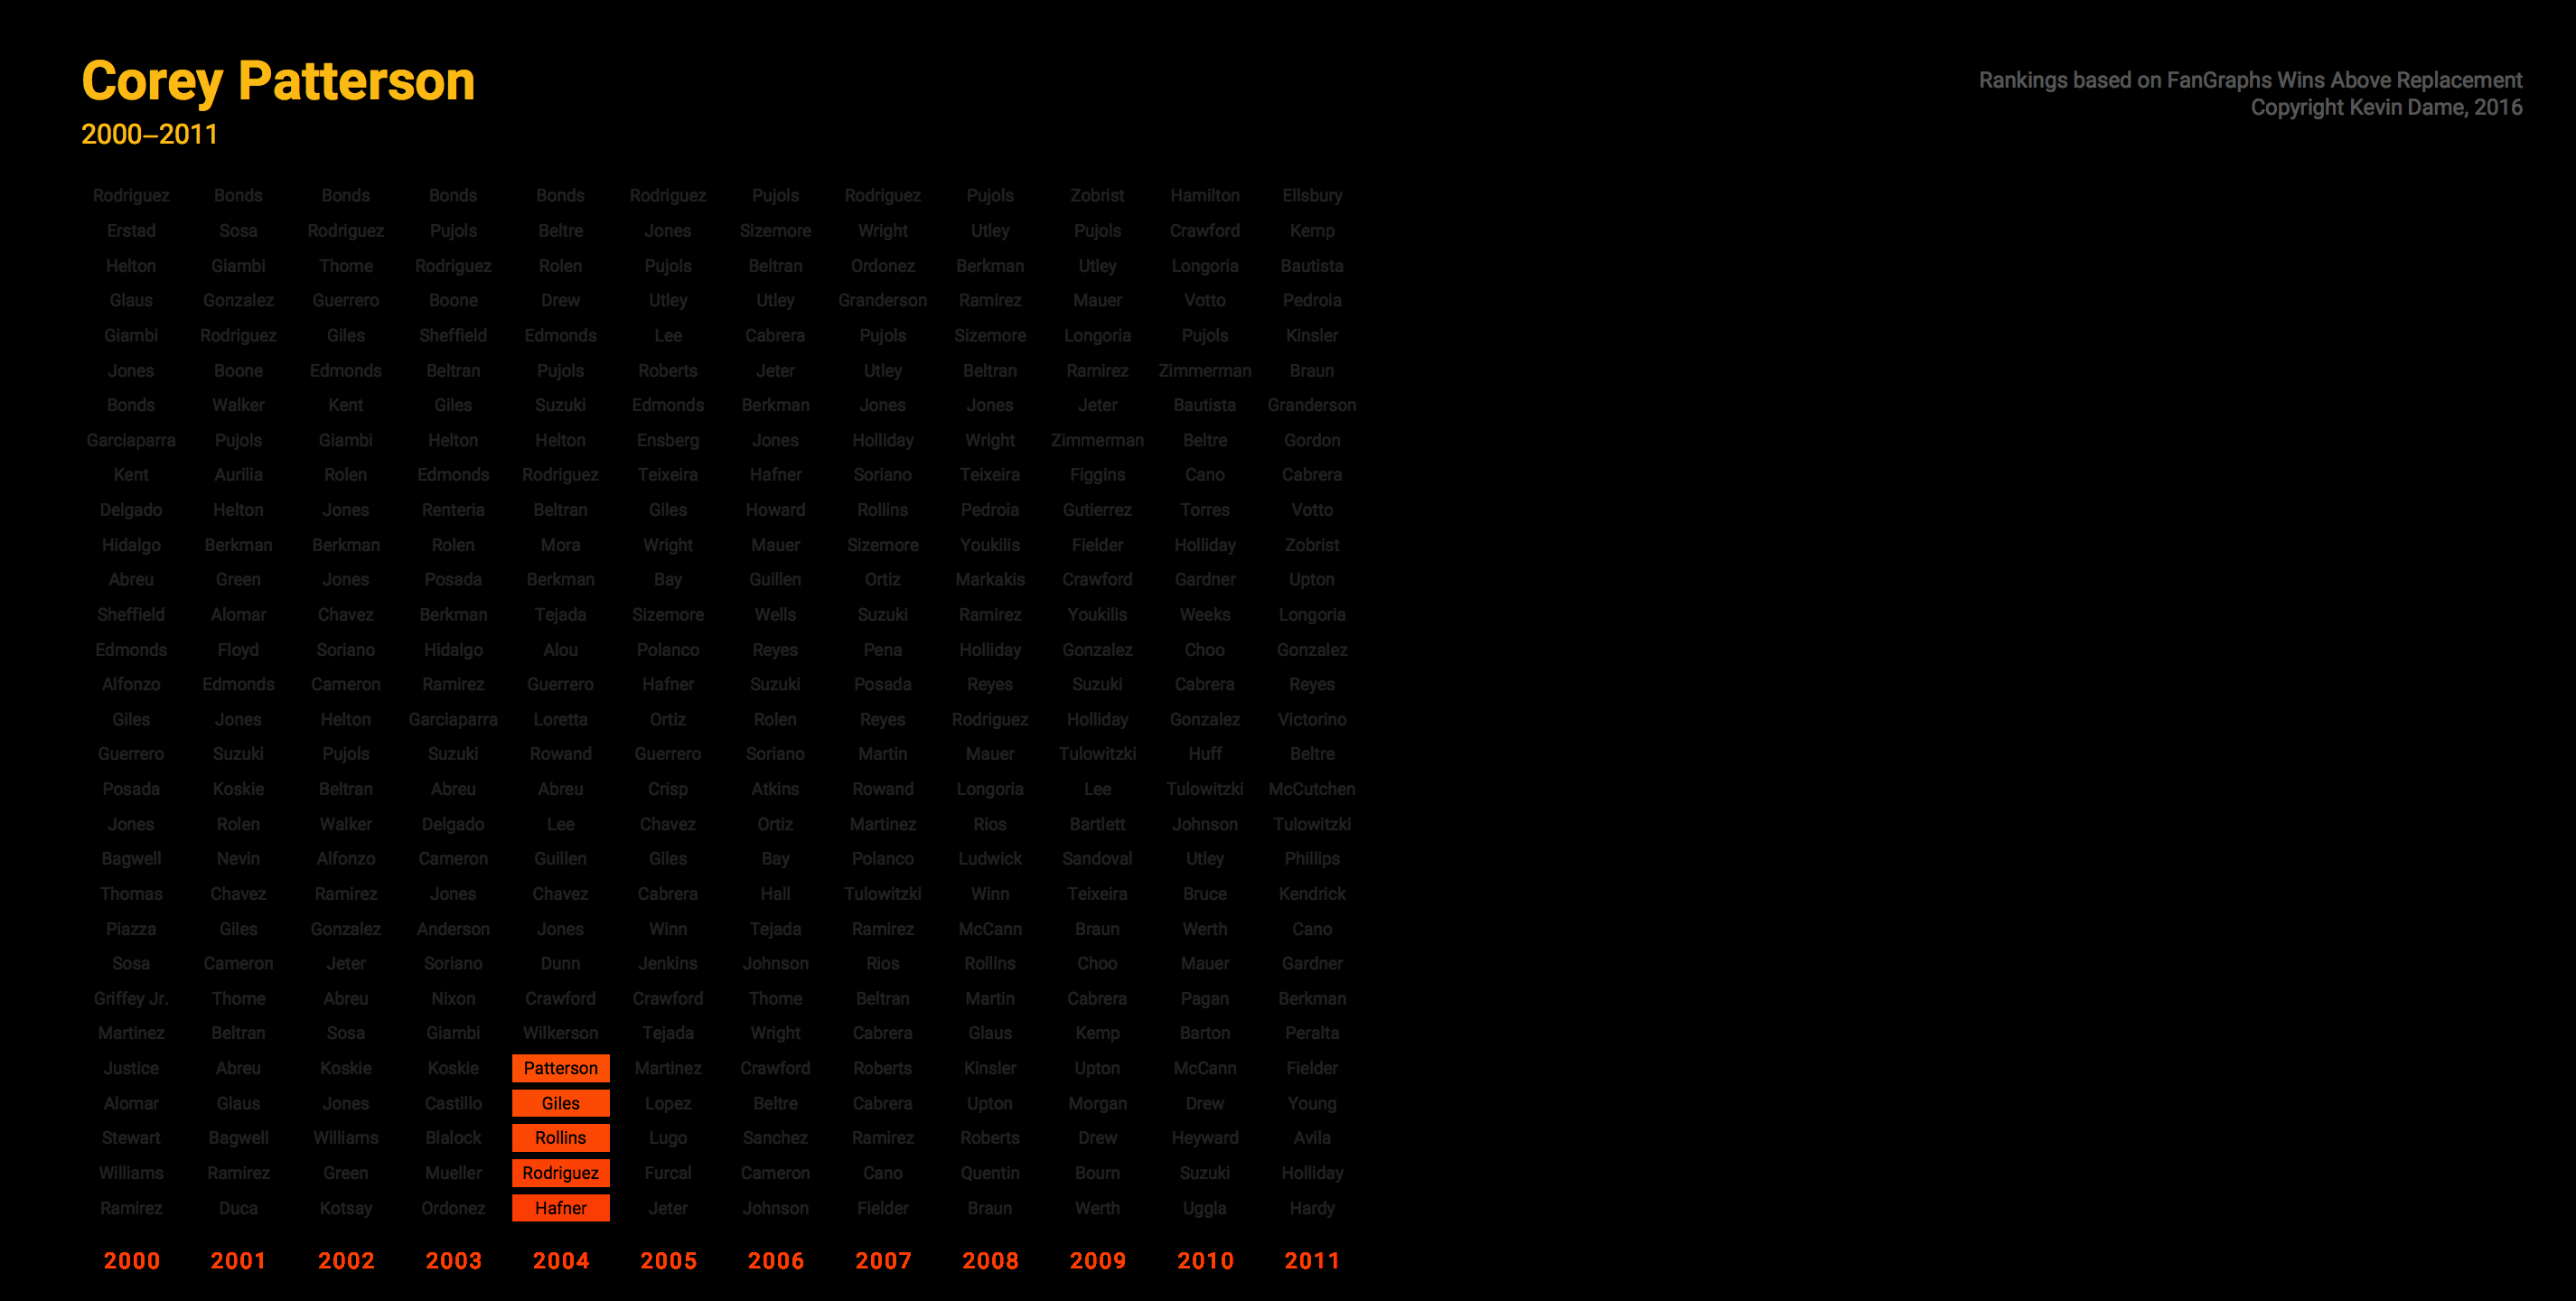 Corey Patterson
2000–2011
Rankings based on FanGraphs Wins Above Replacement
Copyright Kevin Dame, 2016
Rodriguez Bonds Bonds Bonds Bonds Rodriguez Pujols Rodriguez Pujols Zobrist Hamilton Ellsbury
Erstad Sosa Rodriguez Pujols Beltre Jones Sizemore Wright Utley Pujols Crawford Kemp
Helton Giambi Thome Rodriguez Rolen Pujols Beltran Ordonez Berkman Utley Longoria Bautista
Glaus Gonzalez Guerrero Boone Drew Utley Utley Granderson Ramirez Mauer Votto Pedroia
Giambi Rodriguez Giles Sheffield Edmonds Lee Cabrera Pujols Sizemore Longoria Pujols Kinsler
Jones Boone Edmonds Beltran Pujols Roberts Jeter Utley Beltran Ramirez Zimmerman Braun
Bonds Walker Kent Giles Suzuki Edmonds Berkman Jones Jones Jeter Bautista Granderson
Garciaparra Pujols Giambi Helton Helton Ensberg Jones Holliday Wright Zimmerman Beltre Gordon
Kent Aurilia Rolen Edmonds Rodriguez Teixeira Hafner Soriano Teixeira Figgins Cano Cabrera
Delgado Helton Jones Renteria Beltran Giles Howard Rollins Pedroia Gutierrez Torres Votto
Hidalgo Berkman Berkman Rolen Mora Wright Mauer Sizemore Youkilis Fielder Holliday Zobrist
Abreu Green Jones Posada Berkman Bay Guillen Ortiz Markakis Crawford Gardner Upton
Sheffield Alomar Chavez Berkman Tejada Sizemore Wells Suzuki Ramirez Youkilis Weeks Longoria
Edmonds Floyd Soriano Hidalgo Alou Polanco Reyes Pena Holliday Gonzalez Choo Gonzalez
Alfonzo Edmonds Cameron Ramirez Guerrero Hafner Suzuki Posada Reyes Suzuki Cabrera Reyes
Giles Jones Helton Garciaparra Loretta Ortiz Rolen Reyes Rodriguez Holliday Gonzalez Victorino
Guerrero Suzuki Pujols Suzuki Rowand Guerrero Soriano Martin Mauer Tulowitzki Huff Beltre
Posada Koskie Beltran Abreu Abreu Crisp Atkins Rowand Longoria Lee Tulowitzki McCutchen
Jones Rolen Walker Delgado Lee Chavez Ortiz Martinez Rios Bartlett Johnson Tulowitzki
Bagwell Nevin Alfonzo Cameron Guillen Giles Bay Polanco Ludwick Sandoval Utley Phillips
Thomas Chavez Ramirez Jones Chavez Cabrera Hall Tulowitzki Winn Teixeira Bruce Kendrick
Piazza Giles Gonzalez Anderson Jones Winn Tejada Ramirez McCann Braun Werth Cano
Sosa Cameron Jeter Soriano Dunn Jenkins Johnson Rios Rollins Choo Mauer Gardner
Griffey Jr. Thome Abreu Nixon Crawford Crawford Thome Beltran Martin Cabrera Pagan Berkman
Martinez Beltran Sosa Giambi Wilkerson Tejada Wright Cabrera Glaus Kemp Barton Peralta
Justice Abreu Koskie Koskie Patterson Martinez Crawford Roberts Kinsler Upton McCann Fielder
Alomar Glaus Jones Castillo Giles Lopez Beltre Cabrera Upton Morgan Drew Young
Stewart Bagwell Williams Blalock Rollins Lugo Sanchez Ramirez Roberts Drew Heyward Avila
Williams Ramirez Green Mueller Rodriguez Furcal Cameron Cano Quentin Bourn Suzuki Holliday
Ramirez Duca Kotsay Ordonez Hafner Jeter Johnson Fielder Braun Werth Uggla Hardy
2000 2001 2002 2003 2004 2005 2006 2007 2008 2009 2010 2011